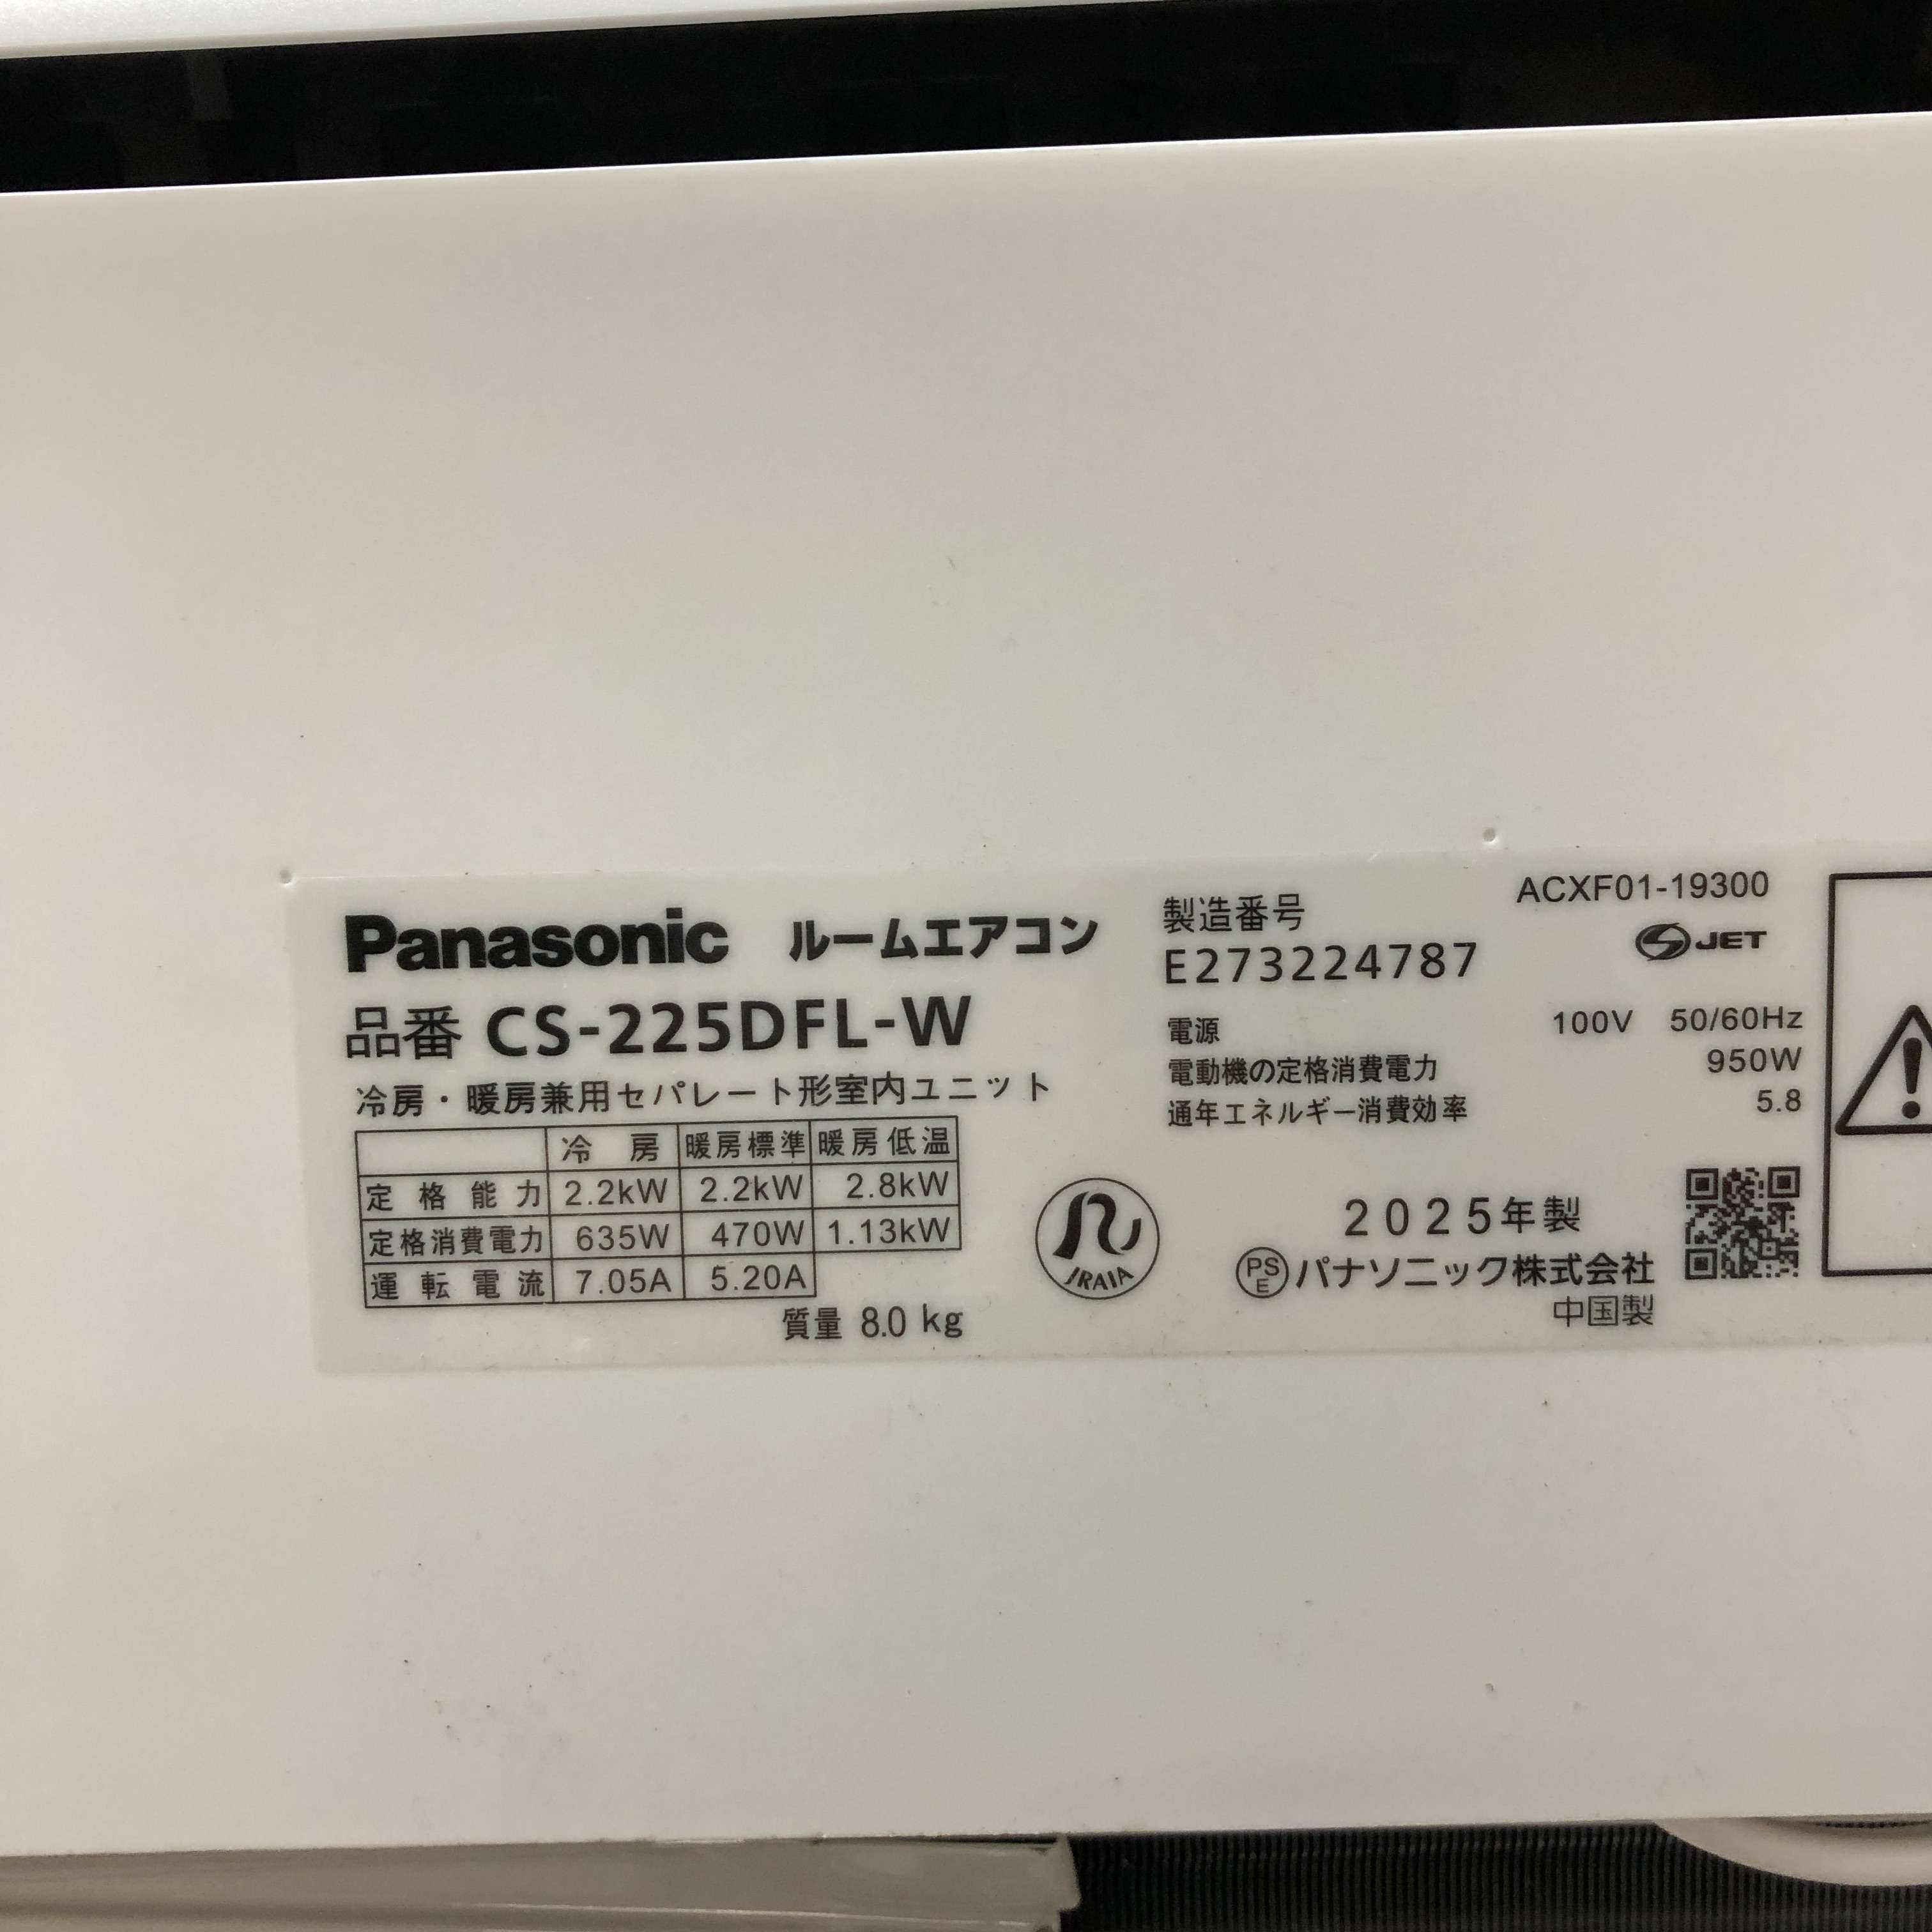 Panasonic ルームエアコン
品番 CS-225DFL-W
冷房・暖房兼用セパレート形室内ユニット
冷房 暖房標準 暖房低温
定格能力 2.2kW 2.2kW 2.8kW
定格消費電力 635W 470W 1.13kW
運転電流 7.05A 5.20A
質量 8.0 kg
製造番号
E273224787
ACXF01-19300
JET
電源 100V 50/60Hz
電動機の定格消費電力 950W
通年エネルギー消費効率 5.8
JRAIA
2025年製
PSE パナソニック株式会社
中国製